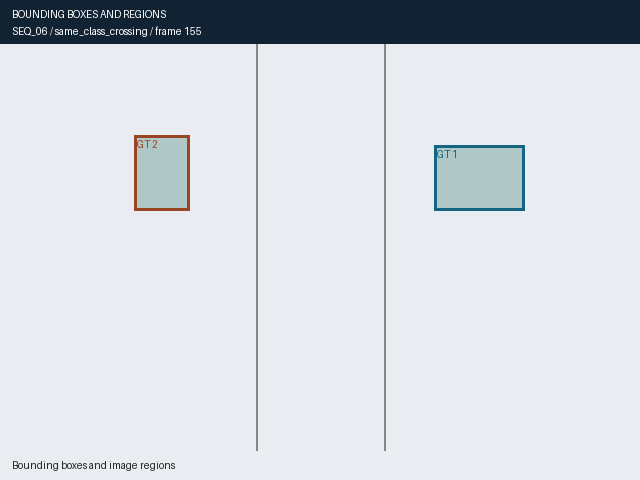 BOUNDING BOXES AND REGIONS
SEQ_06 / same_class_crossing / frame 155
GT2
GT1
Bounding boxes and image regions